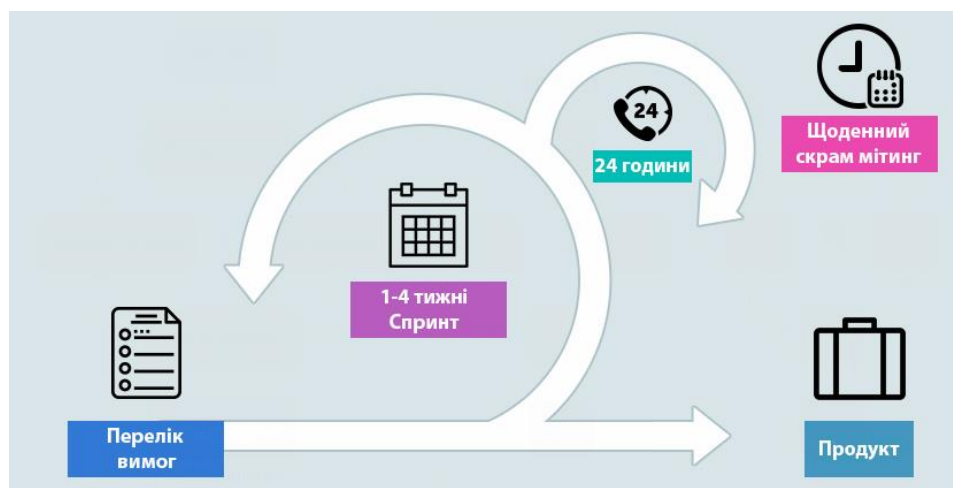 24
Щоденний
скрам мітинг
24 години
1-4 тижні
Спринт
Перелік
вимог
Продукт